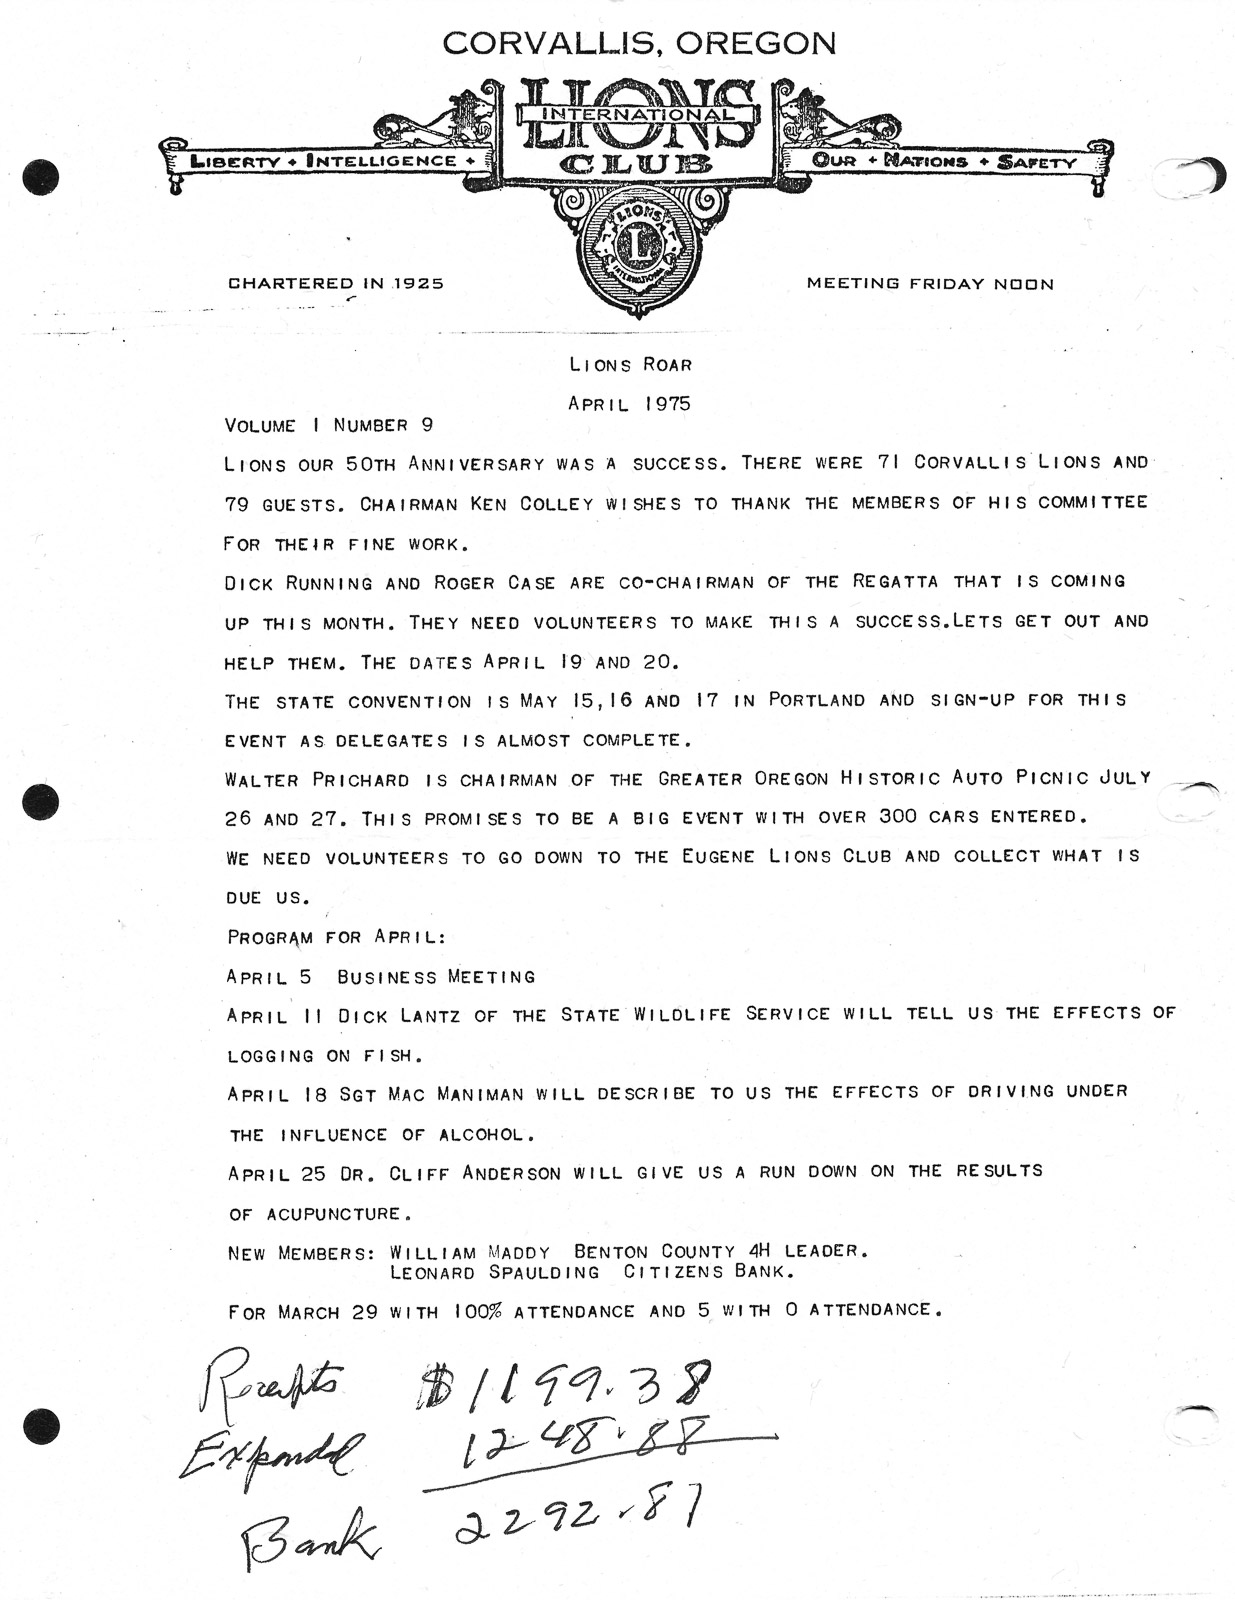 CORVALLIS, OREGON
LIONS
INTERNATIONAL
CLUB
LIBERTY + INTELLIGENCE +
OUR + NATIONS + SAFETY
LIONS
L
INTERNATIONAL
CHARTERED IN 1925
MEETING FRIDAY NOON
LIONS ROAR
APRIL 1975
VOLUME I NUMBER 9
LIONS OUR 50TH ANNIVERSARY WAS A SUCCESS. THERE WERE 71 CORVALLIS LIONS AND
79 GUESTS. CHAIRMAN KEN COLLEY WISHES TO THANK THE MEMBERS OF HIS COMMITTEE
FOR THEIR FINE WORK.
DICK RUNNING AND ROGER CASE ARE CO-CHAIRMAN OF THE REGATTA THAT IS COMING
UP THIS MONTH. THEY NEED VOLUNTEERS TO MAKE THIS A SUCCESS.LETS GET OUT AND
HELP THEM. THE DATES APRIL 19 AND 20.
THE STATE CONVENTION IS MAY 15,16 AND 17 IN PORTLAND AND SIGN-UP FOR THIS
EVENT AS DELEGATES IS ALMOST COMPLETE.
WALTER PRICHARD IS CHAIRMAN OF THE GREATER OREGON HISTORIC AUTO PICNIC JULY
26 AND 27. THIS PROMISES TO BE A BIG EVENT WITH OVER 300 CARS ENTERED.
WE NEED VOLUNTEERS TO GO DOWN TO THE EUGENE LIONS CLUB AND COLLECT WHAT IS
DUE US.
PROGRAM FOR APRIL:
APRIL 5 BUSINESS MEETING
APRIL 11 DICK LANTZ OF THE STATE WILDLIFE SERVICE WILL TELL US THE EFFECTS OF
LOGGING ON FISH.
APRIL 18 SGT MAC MANIMAN WILL DESCRIBE TO US THE EFFECTS OF DRIVING UNDER
THE INFLUENCE OF ALCOHOL.
APRIL 25 DR. CLIFF ANDERSON WILL GIVE US A RUN DOWN ON THE RESULTS
OF ACUPUNCTURE.
NEW MEMBERS: WILLIAM MADDY BENTON COUNTY 4H LEADER.
LEONARD SPAULDING CITIZENS BANK.
FOR MARCH 29 WITH 100% ATTENDANCE AND 5 WITH 0 ATTENDANCE.
Receipts $1199.38
Expended 1248.88
Bank 2292.87